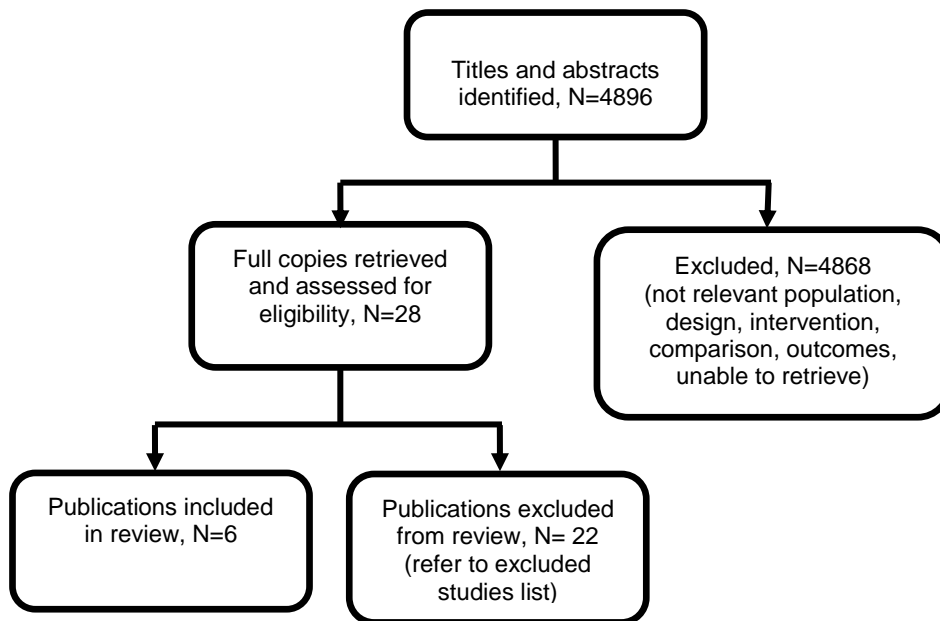 Titles and abstracts
identified, N=4896
Full copies retrieved
and assessed for
eligibility, N=28
Excluded, N=4868
(not relevant population,
design, intervention,
comparison, outcomes,
unable to retrieve)
Publications included
in review, N=6
Publications excluded
from review, N= 22
(refer to excluded
studies list)